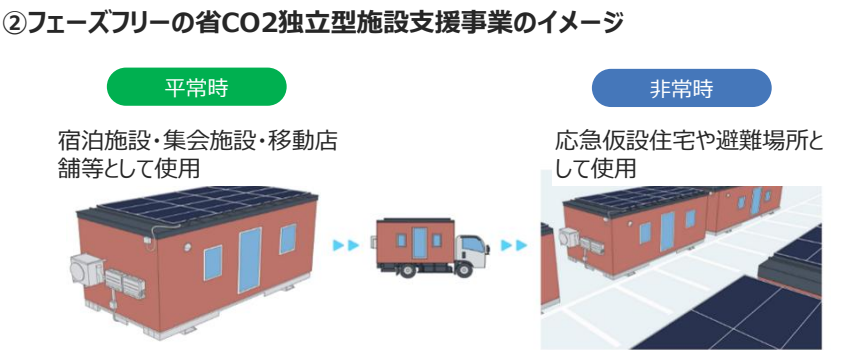 ②フェーズフリーの省CO2独立型施設支援事業のイメージ
平常時
非常時
宿泊施設・集会施設・移動店
舗等として使用
応急仮設住宅や避難場所と
して使用